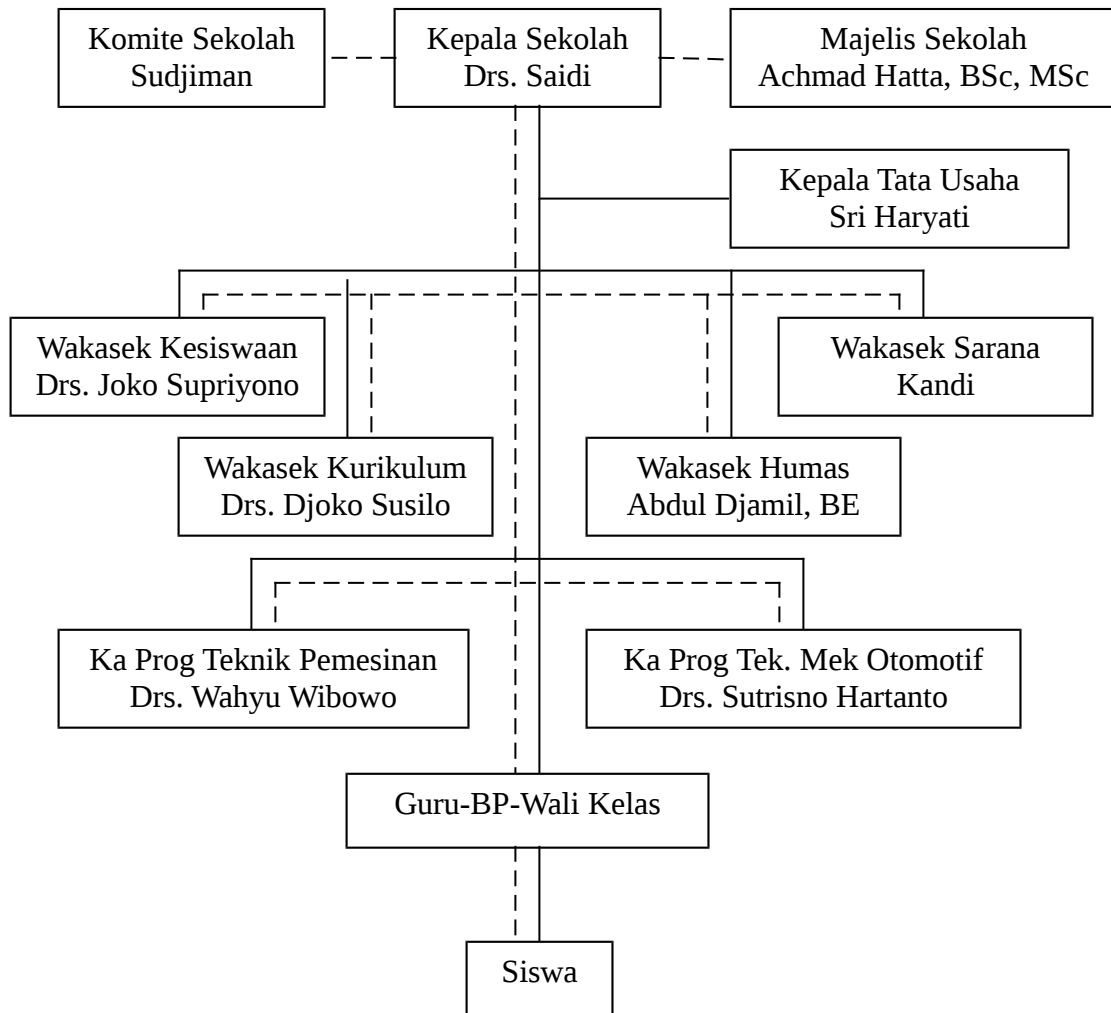 Komite Sekolah
Sudjiman
Kepala Sekolah
Drs. Saidi
Majelis Sekolah
Achmad Hatta, BSc, MSc
Kepala Tata Usaha
Sri Haryati
Wakasek Kesiswaan
Drs. Joko Supriyono
Wakasek Sarana
Kandi
Wakasek Kurikulum
Drs. Djoko Susilo
Wakasek Humas
Abdul Djamil, BE
Ka Prog Teknik Pemesinan
Drs. Wahyu Wibowo
Ka Prog Tek. Mek Otomotif
Drs. Sutrisno Hartanto
Guru-BP-Wali Kelas
Siswa